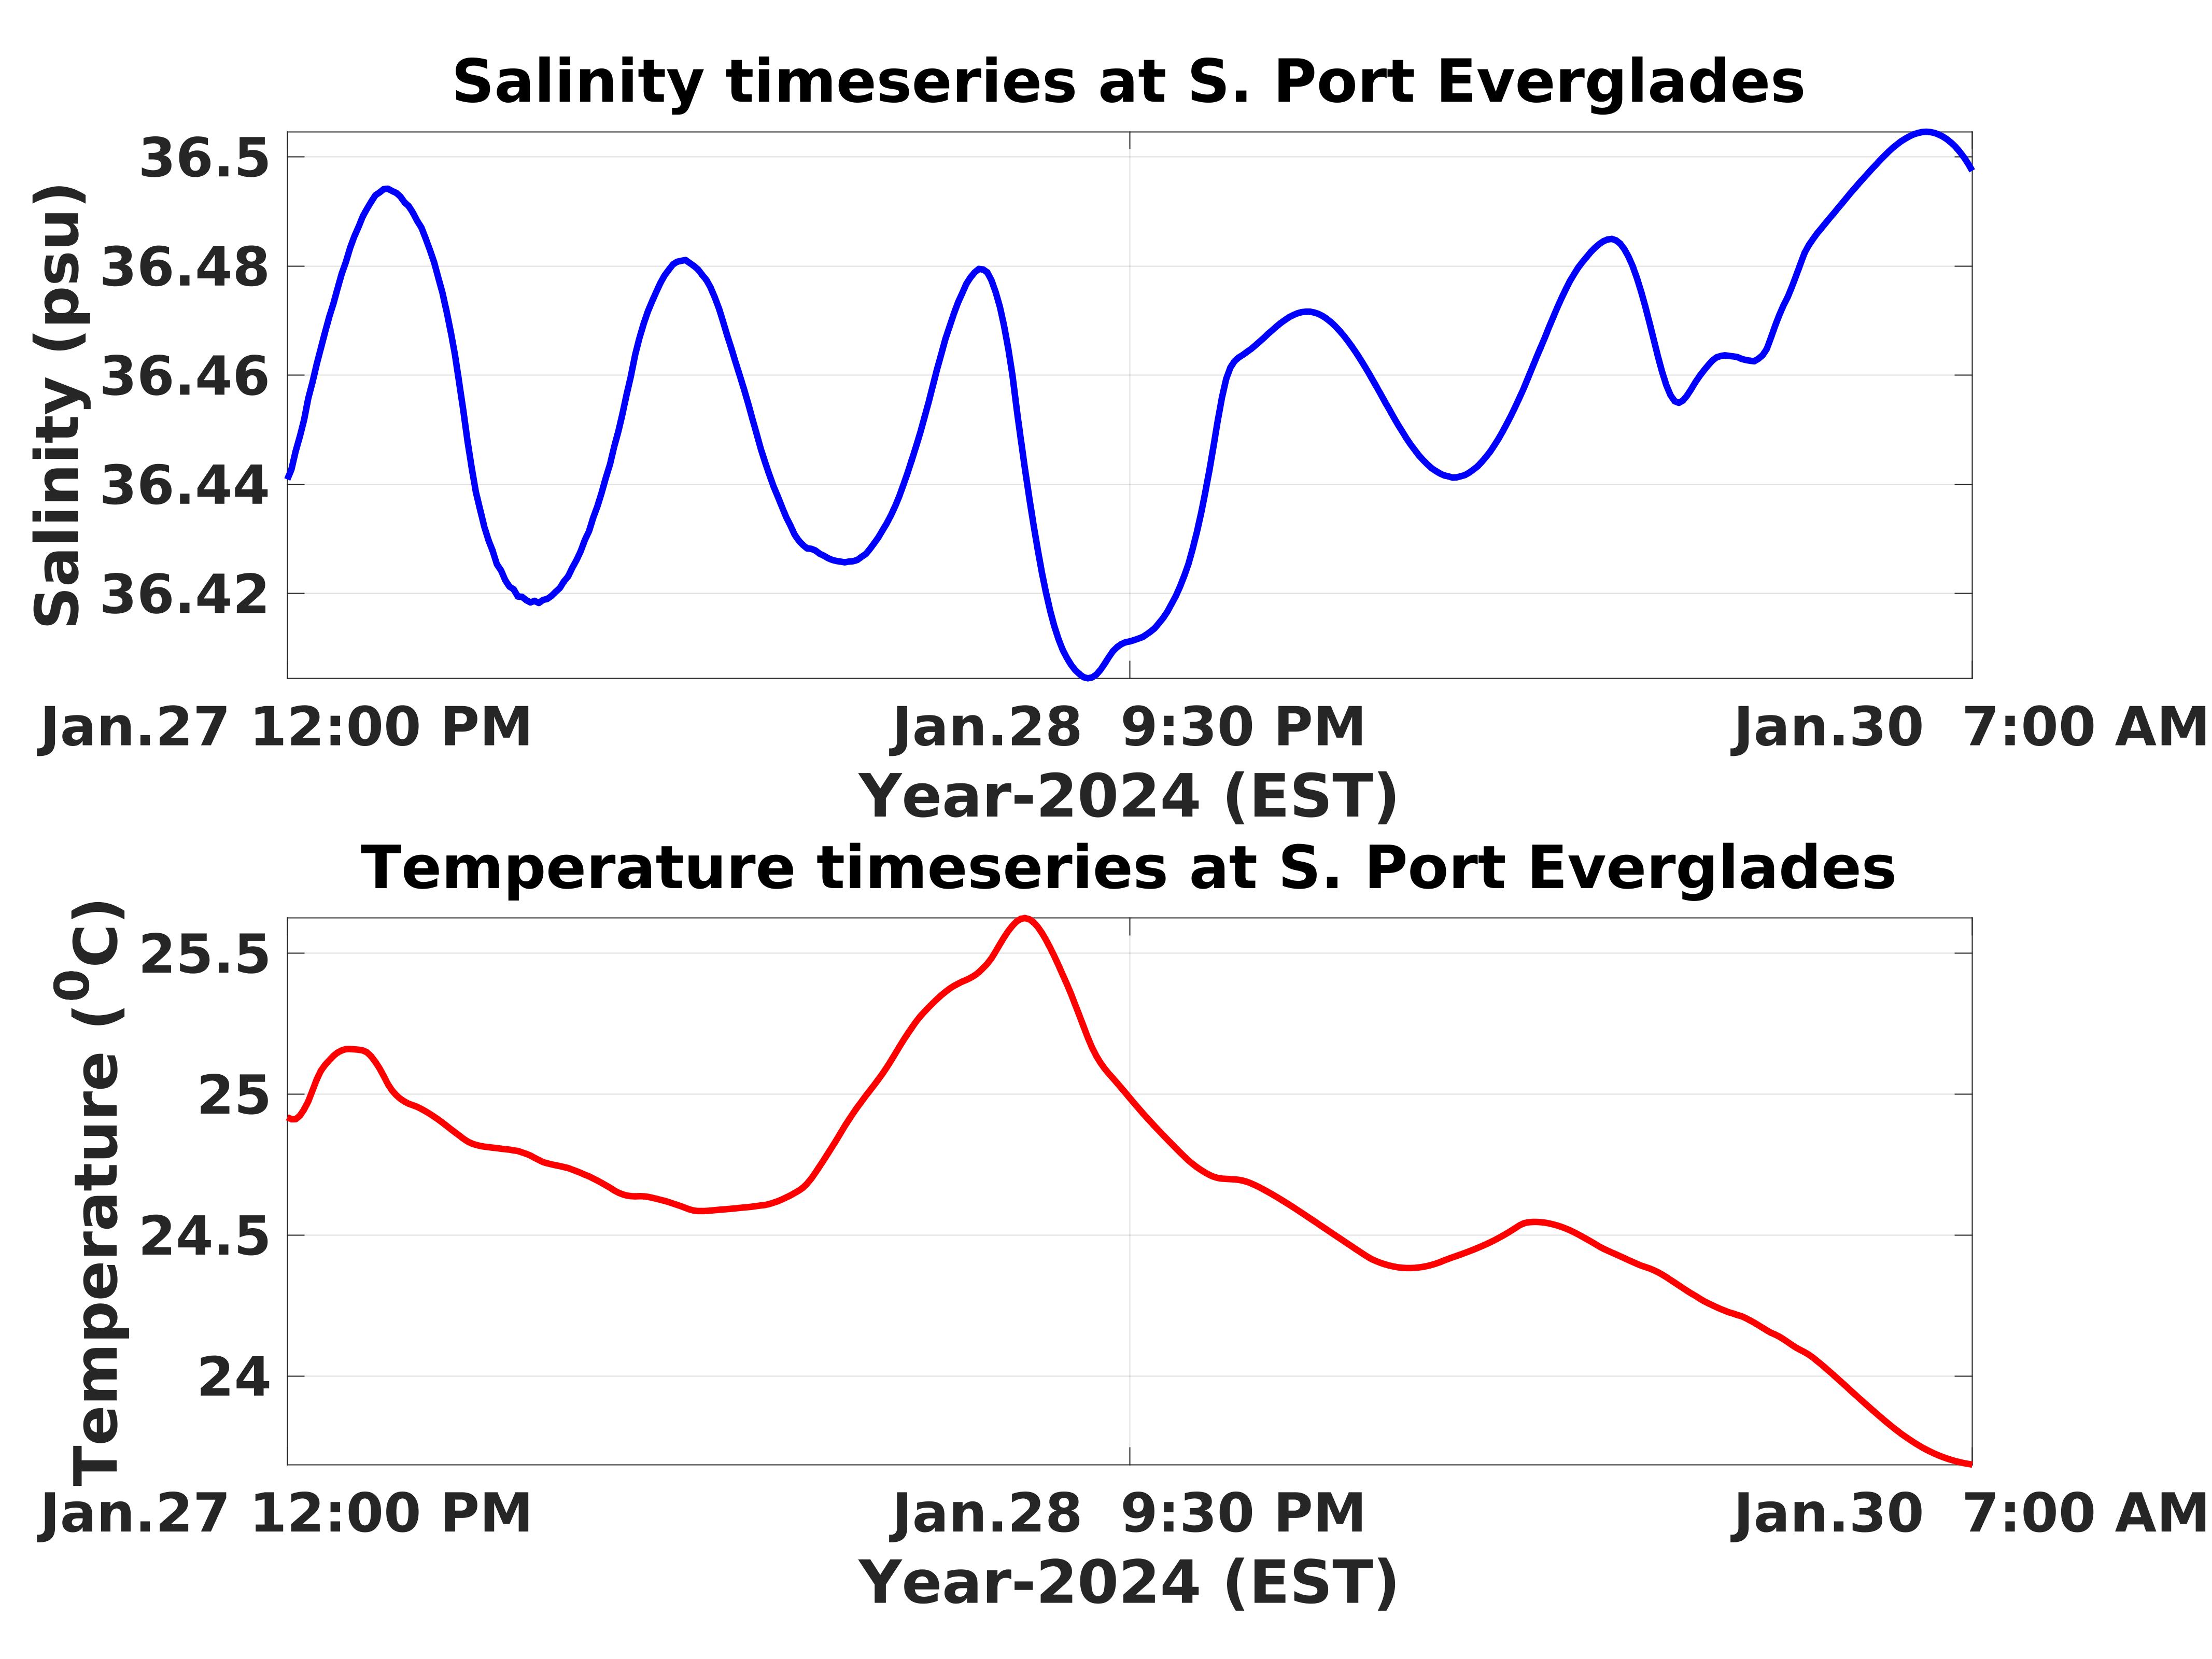 Salinity timeseries at S. Port Everglades
Salinity (psu)
36.5
36.48
36.46
36.44
36.42
Jan.27 12:00 PM Jan.28 9:30 PM Jan.30 7:00 AM
Year-2024 (EST)
Temperature timeseries at S. Port Everglades
Temperature (⁰C)
25.5
25
24.5
24
Jan.27 12:00 PM Jan.28 9:30 PM Jan.30 7:00 AM
Year-2024 (EST)